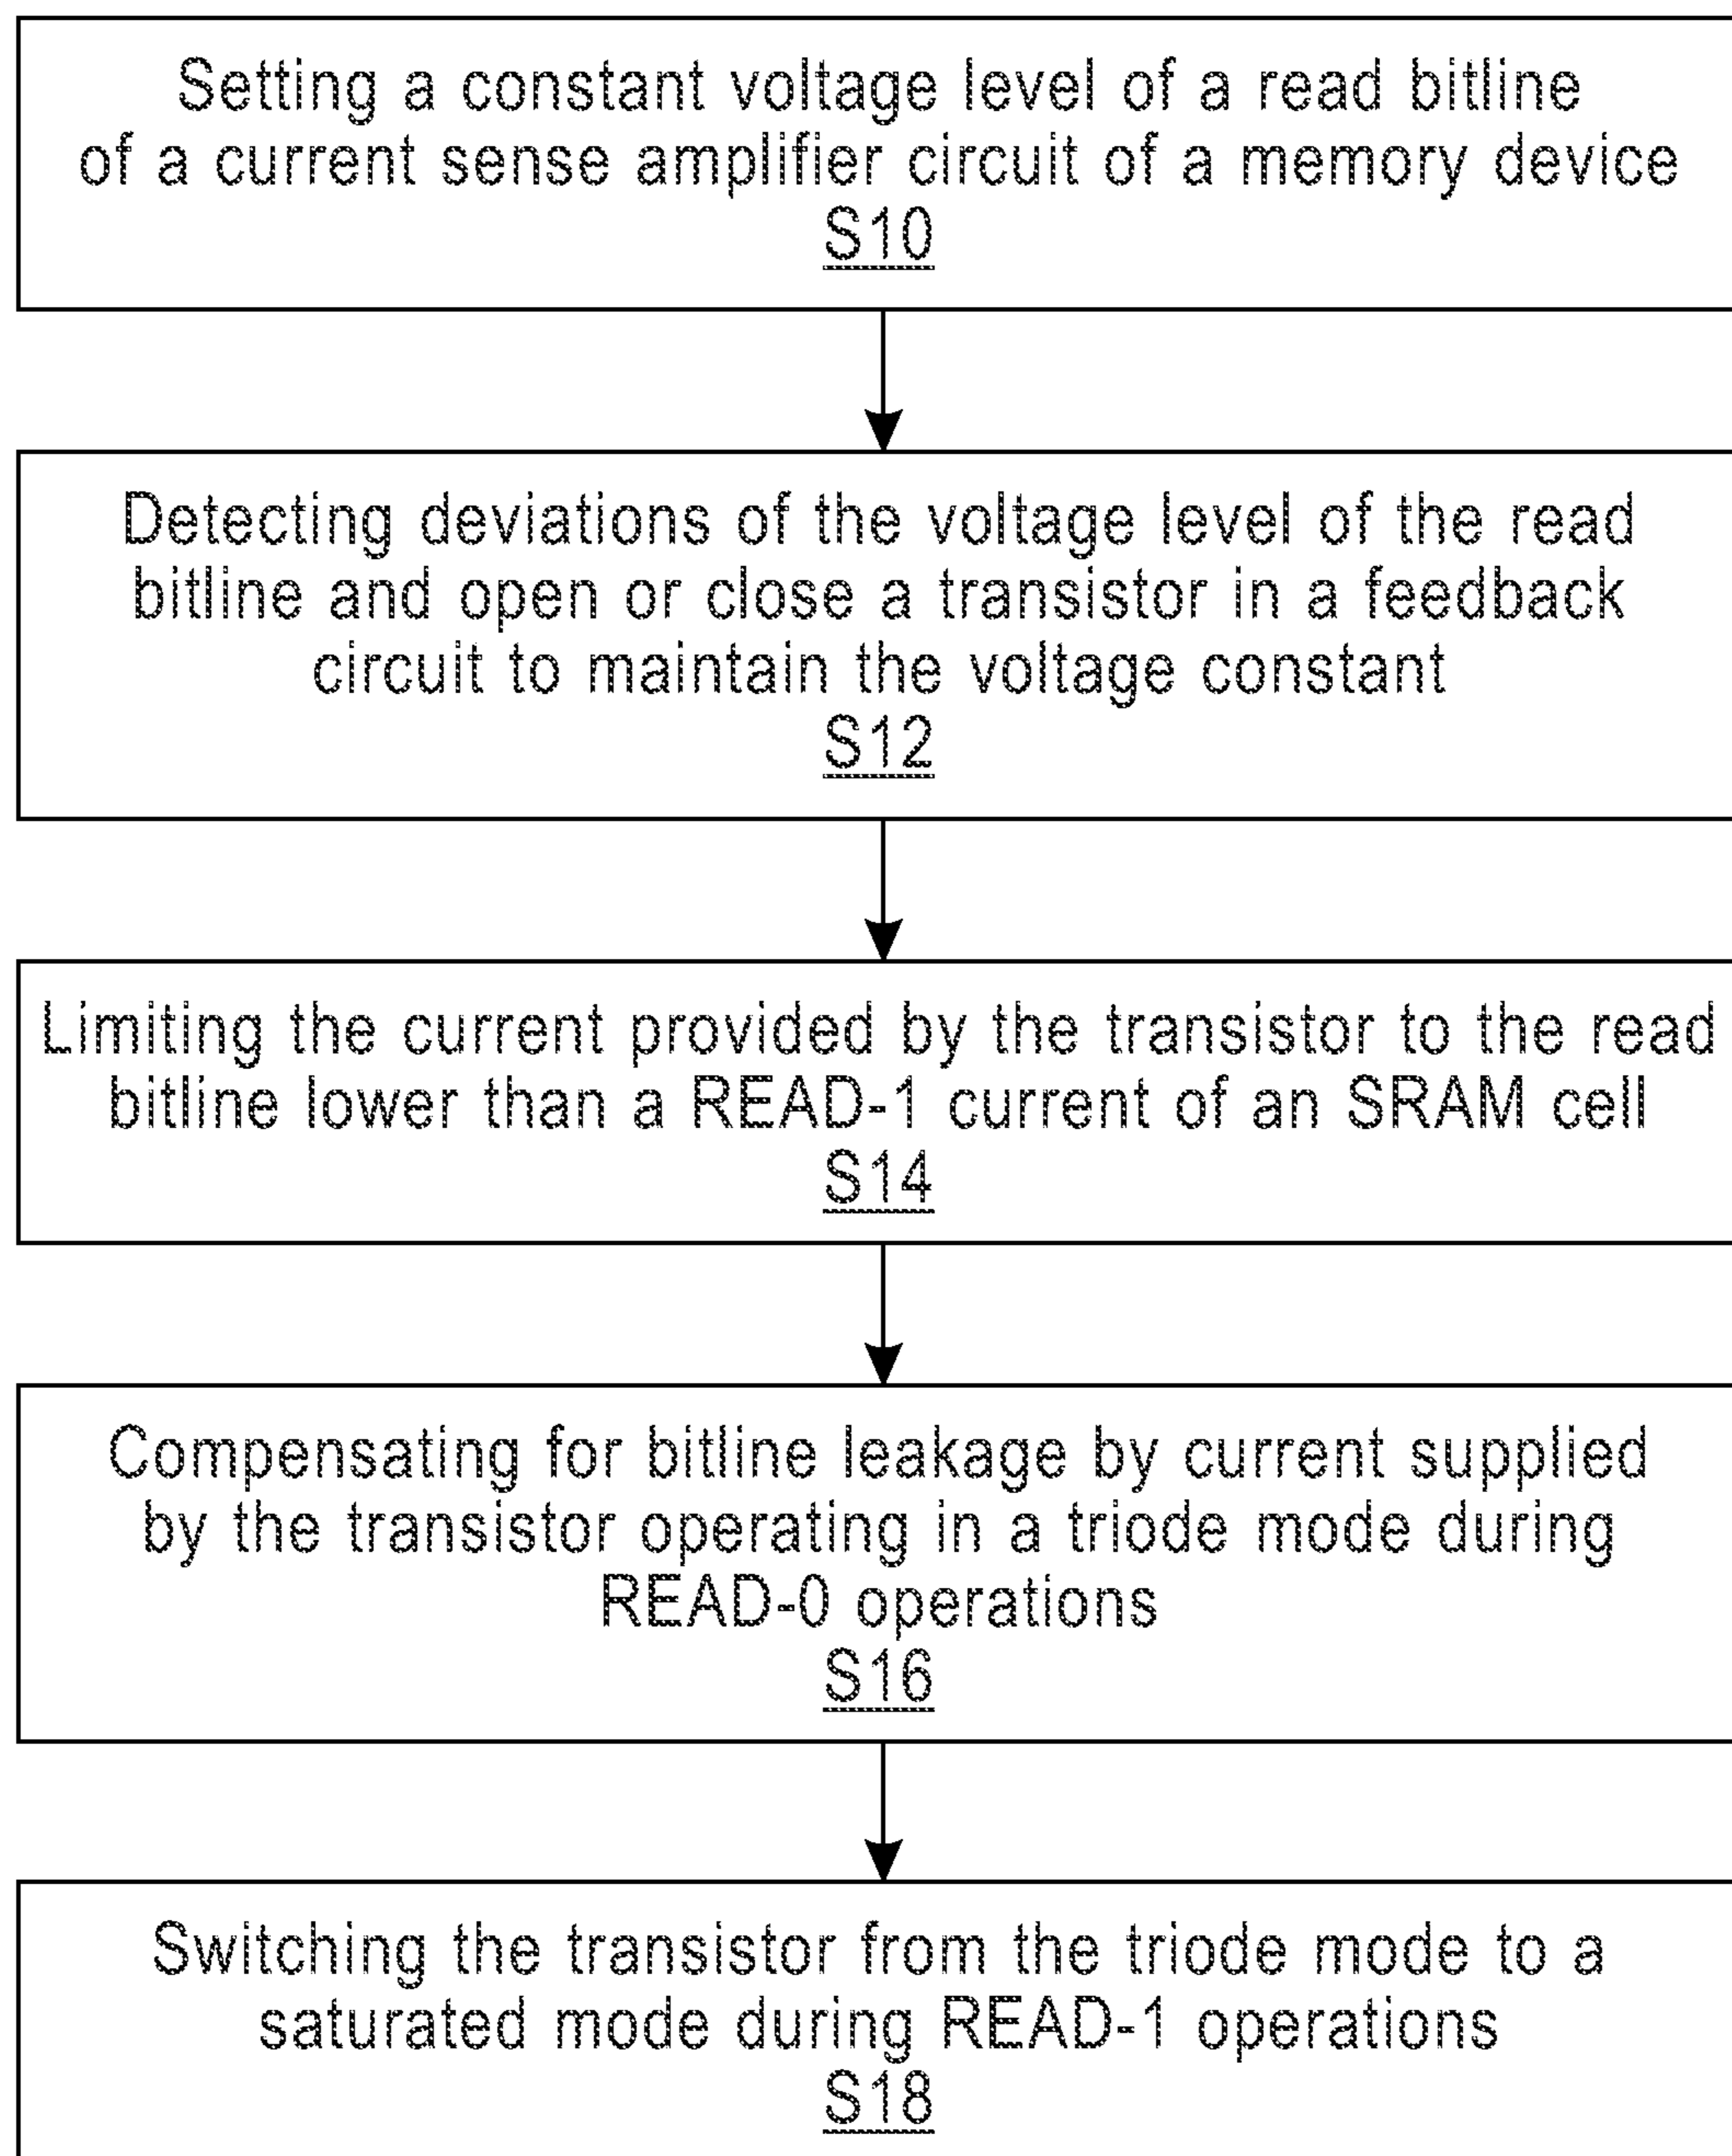 Setting a constant voltage level of a read bitline
of a current sense amplifier circuit of a memory device
S10
Detecting deviations of the voltage level of the read
bitline and open or close a transistor in a feedback
circuit to maintain the voltage constant
S12
Limiting the current provided by the transistor to the read
bitline lower than a READ-1 current of an SRAM cell
S14
Compensating for bitline leakage by current supplied
by the transistor operating in a triode mode during
READ-0 operations
S16
Switching the transistor from the triode mode to a
saturated mode during READ-1 operations
S18